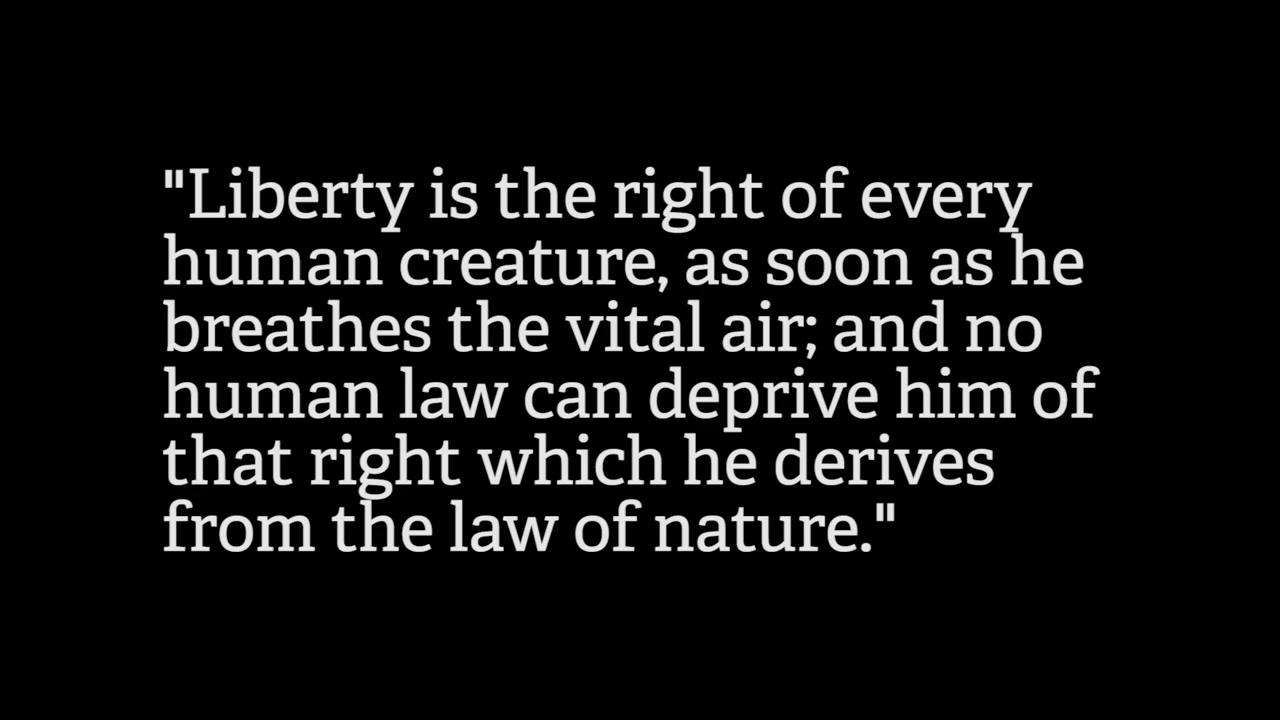 "Liberty is the right of every
human creature, as soon as he
breathes the vital air; and no
human law can deprive him of
that right which he derives
from the law of nature."